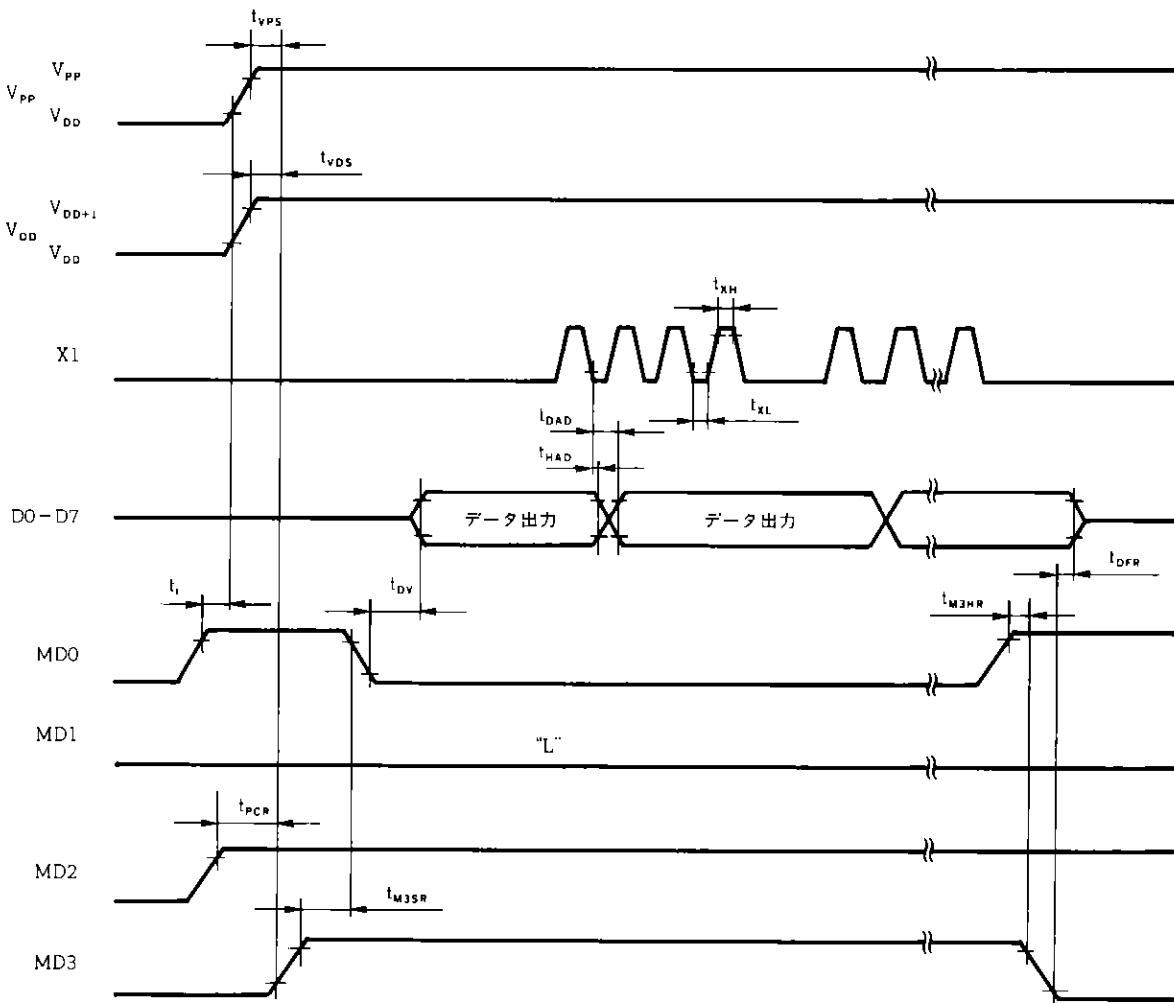 tVPS
VPP
VPP
VDD
tVDS
VDD+1
VDD
VDD
tXH
X1
tXL
tDAD
tHAD
D0-D7
データ出力
データ出力
tDFR
tI
tDV
tM3HR
MD0
MD1
"L"
tPCR
MD2
tM3SR
MD3